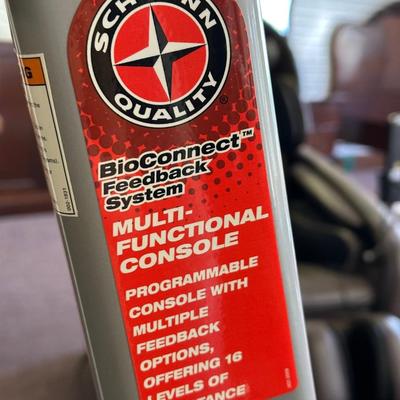 SCHWINN
QUALITY
®
BioConnect™
Feedback
System
MULTI-
FUNCTIONAL
CONSOLE
PROGRAMMABLE
CONSOLE WITH
MULTIPLE
FEEDBACK
OPTIONS,
OFFERING 16
LEVELS OF